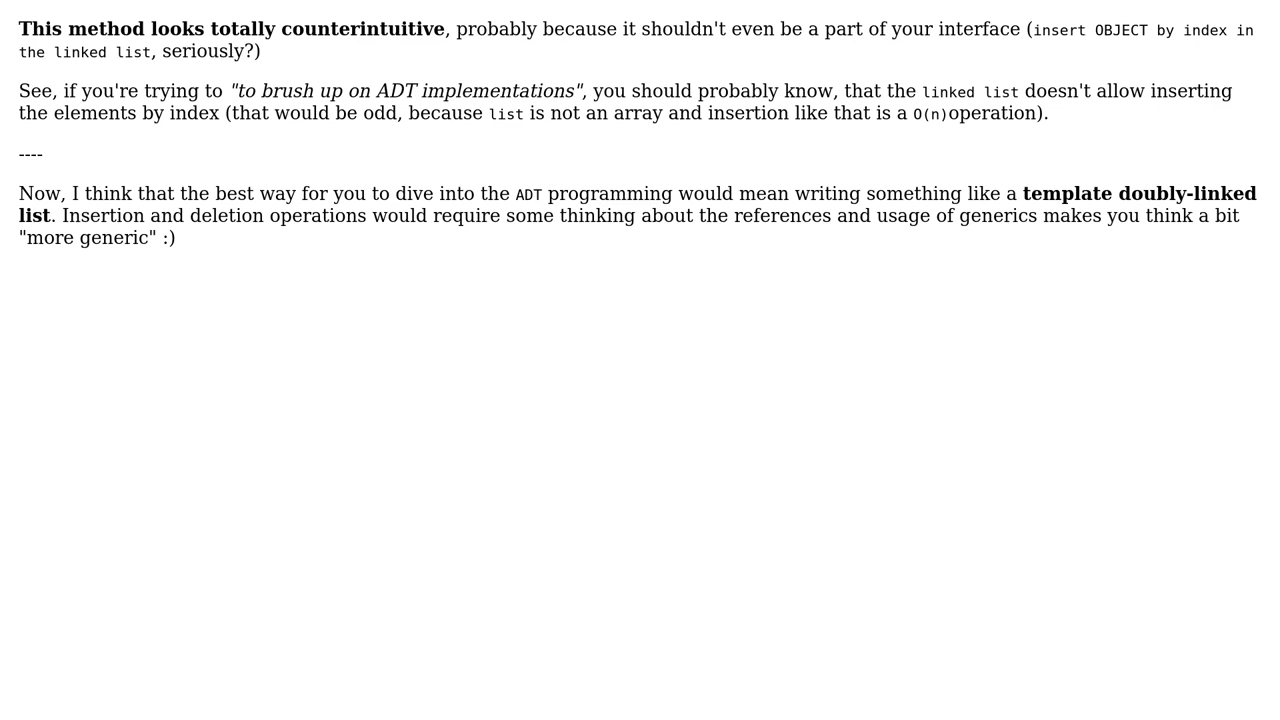 This method looks totally counterintuitive, probably because it shouldn't even be a part of your interface (insert OBJECT by index in
the linked list, seriously?)
See, if you're trying to "to brush up on ADT implementations", you should probably know, that the linked list doesn't allow inserting
the elements by index (that would be odd, because list is not an array and insertion like that is a O(n)operation).
----
Now, I think that the best way for you to dive into the ADT programming would mean writing something like a template doubly-linked
list. Insertion and deletion operations would require some thinking about the references and usage of generics makes you think a bit
"more generic" :)